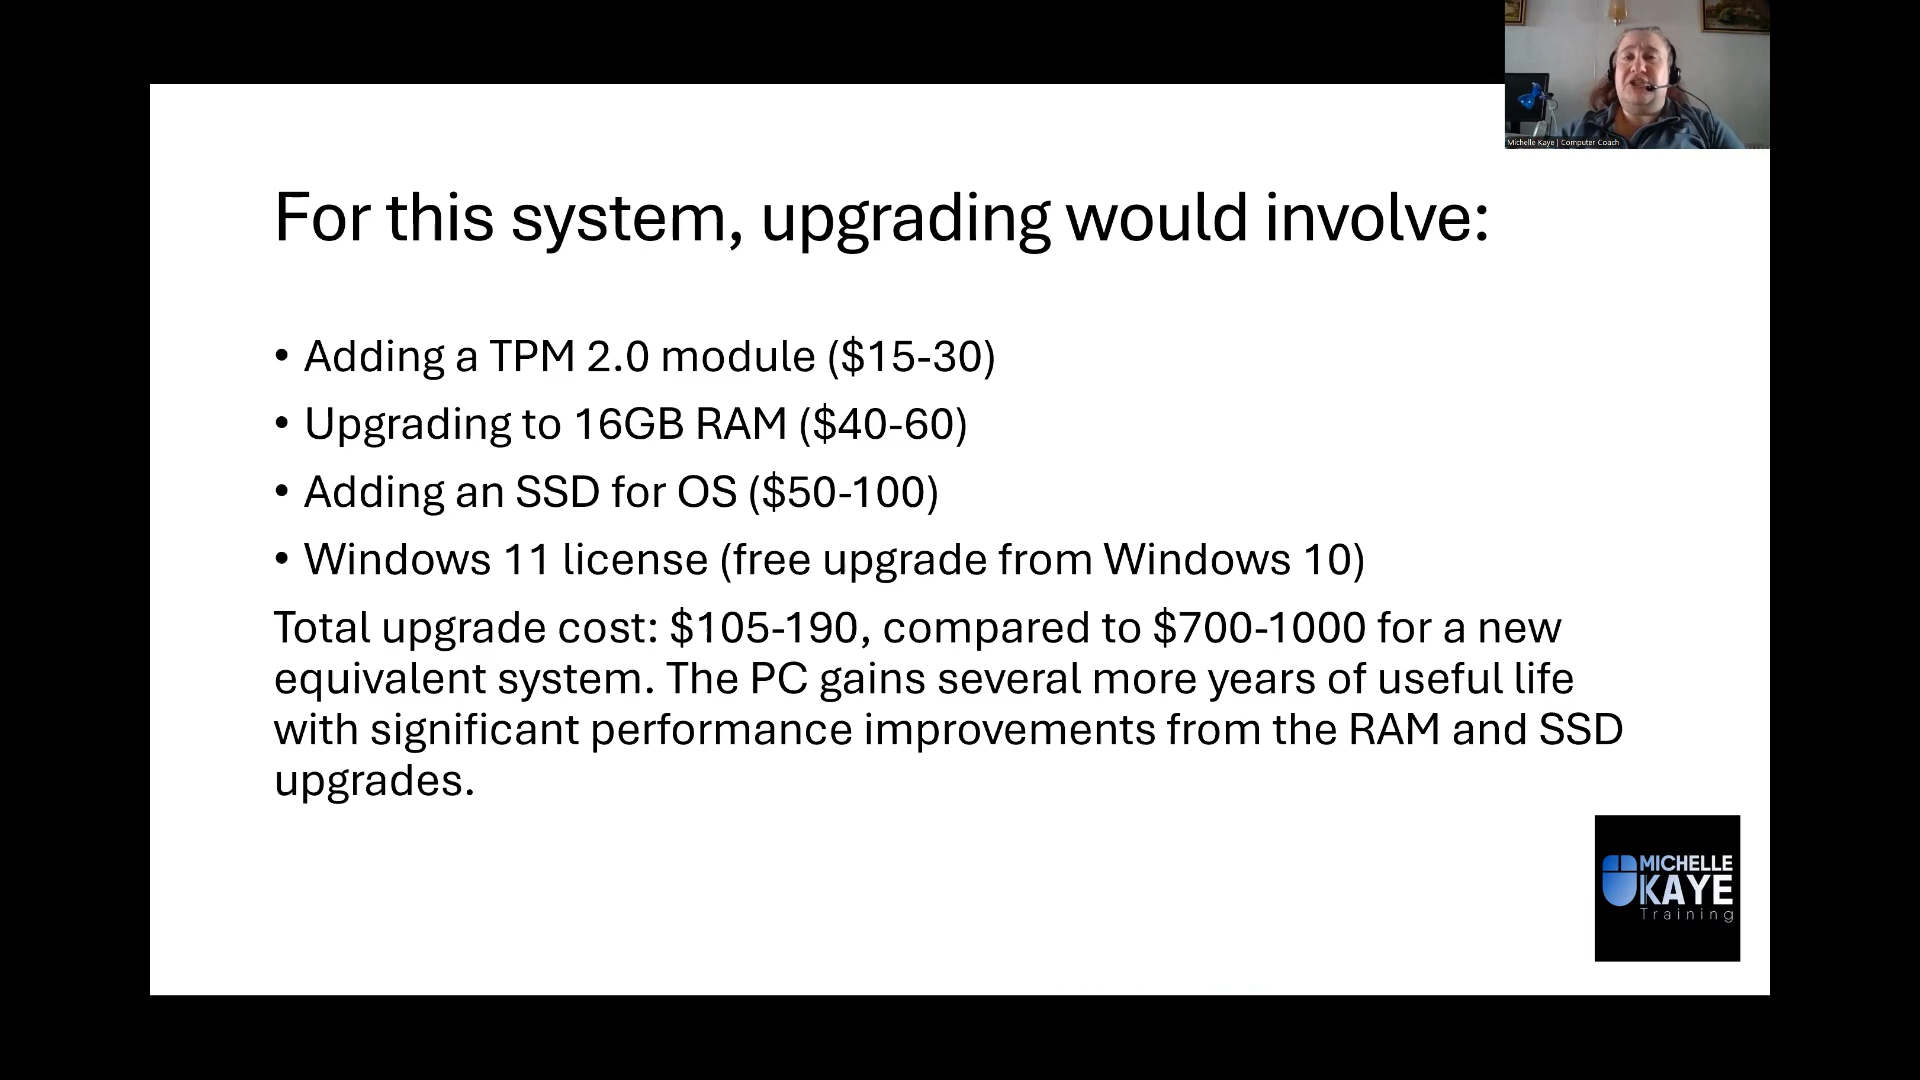 Michelle Kaye | Computer Coach
For this system, upgrading would involve:
• Adding a TPM 2.0 module ($15-30)
• Upgrading to 16GB RAM ($40-60)
• Adding an SSD for OS ($50-100)
• Windows 11 license (free upgrade from Windows 10)
Total upgrade cost: $105-190, compared to $700-1000 for a new
equivalent system. The PC gains several more years of useful life
with significant performance improvements from the RAM and SSD
upgrades.
MICHELLE
KAYE
Training